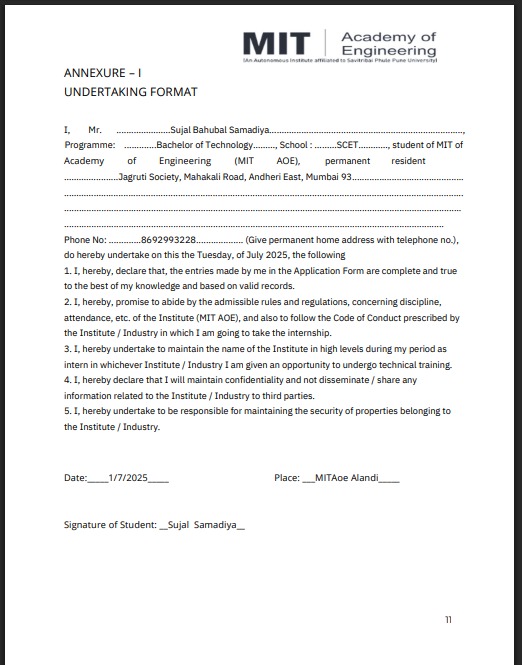 MIT Academy of
Engineering
(An Autonomous Institute affiliated to Savitribai Phule Pune University)
ANNEXURE – I
UNDERTAKING FORMAT
I, Mr. .......................Sujal Bahubal Samadiya...................................................................................,
Programme: .............Bachelor of Technology........., School : .........SCET............, student of MIT of
Academy of Engineering (MIT AOE), permanent resident
.......................Jagruti Society, Mahakali Road, Andheri East, Mumbai 93...............................................
.......................................................................................................................................................................
......................................................................................................................................................................
...............................................................................................................................................................
Phone No: .............8692993228.................... (Give permanent home address with telephone no.),
do hereby undertake on this the Tuesday, of July 2025, the following
1. I, hereby, declare that, the entries made by me in the Application Form are complete and true
to the best of my knowledge and based on valid records.
2. I, hereby, promise to abide by the admissible rules and regulations, concerning discipline,
attendance, etc. of the Institute (MIT AOE), and also to follow the Code of Conduct prescribed by
the Institute / Industry in which I am going to take the internship.
3. I, hereby undertake to maintain the name of the Institute in high levels during my period as
intern in whichever Institute / Industry I am given an opportunity to undergo technical training.
4. I, hereby declare that I will maintain confidentiality and not disseminate / share any
information related to the Institute / Industry to third parties.
5. I, hereby undertake to be responsible for maintaining the security of properties belonging to
the Institute / Industry.
Date:_____1/7/2025_____ Place: ___MITAoe Alandi_____
Signature of Student: __Sujal Samadiya__
11